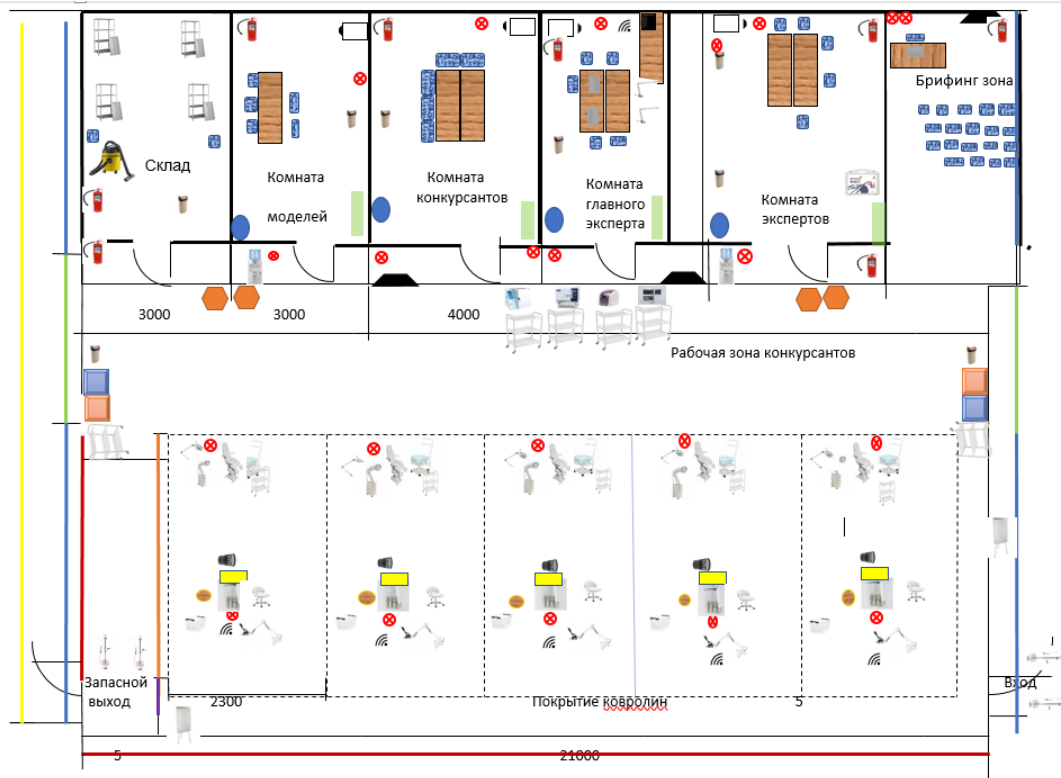 Брифинг зона
Склад
Комната
моделей
Комната
конкурсантов
Комната
главного
эксперта
Комната
экспертов
3000
3000
4000
Рабочая зона конкурсантов
Запасной
выход
2300
Покрытие ковролин
5
Вход
5
21000